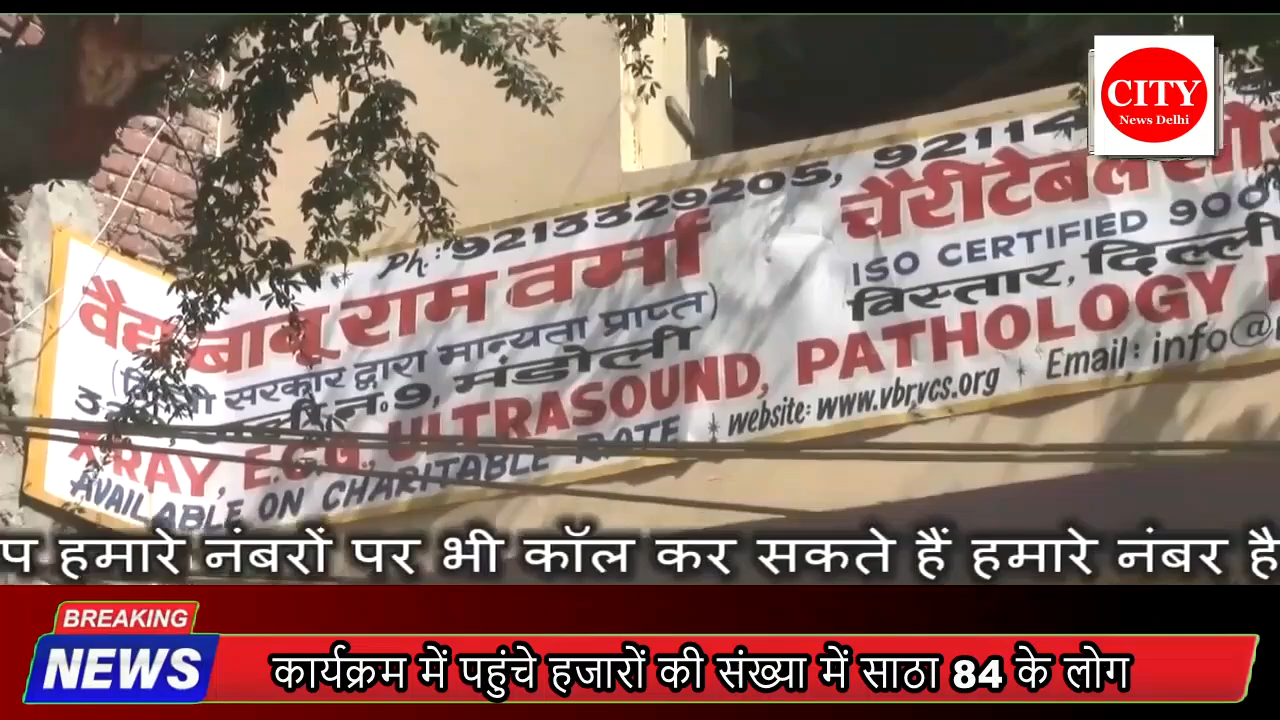 CITY
News Delhi
Ph.: 9213329205, 92114
वैद्य बाबू राम वर्मा
चैरीटेबल
सरकार द्वारा मान्यता प्राप्त)
ISO CERTIFIED 900
न॰ 9, मंडोली
विस्तार, दिल्ली
X-RAY, E.C.G., ULTRASOUND, PATHOLOGY
AVAILABLE ON CHARITABLE RATE
* website: www.vbrvcs.org * Email: info@
प हमारे नंबरों पर भी कॉल कर सकते हैं हमारे नंबर है
BREAKING
NEWS
कार्यक्रम में पहुंचे हजारों की संख्या में साठा 84 के लोग